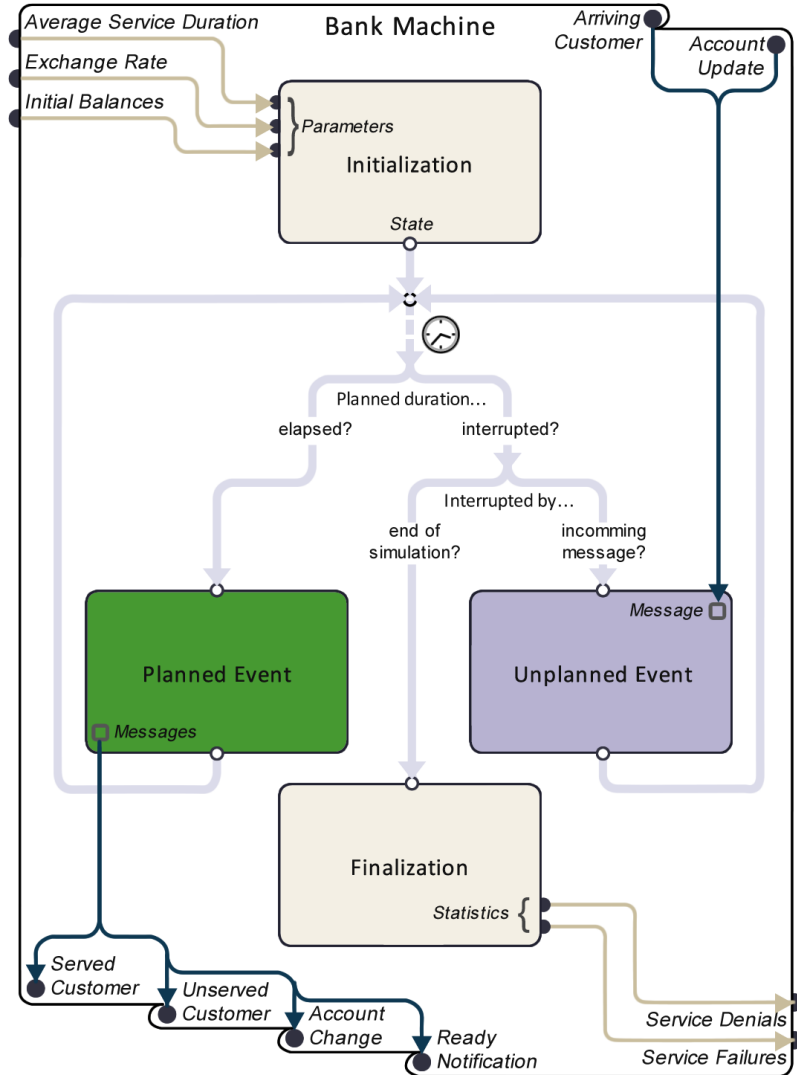 Bank Machine
Average Service Duration
Exchange Rate
Initial Balances
Arriving
Customer
Account
Update
Parameters
Initialization
State
Planned duration…
elapsed?
interrupted?
Interrupted by…
end of
simulation?
incomming
message?
Message
Planned Event
Unplanned Event
Messages
Finalization
Statistics
Served
Customer
Unserved
Customer
Account
Change
Ready
Notification
Service Denials
Service Failures